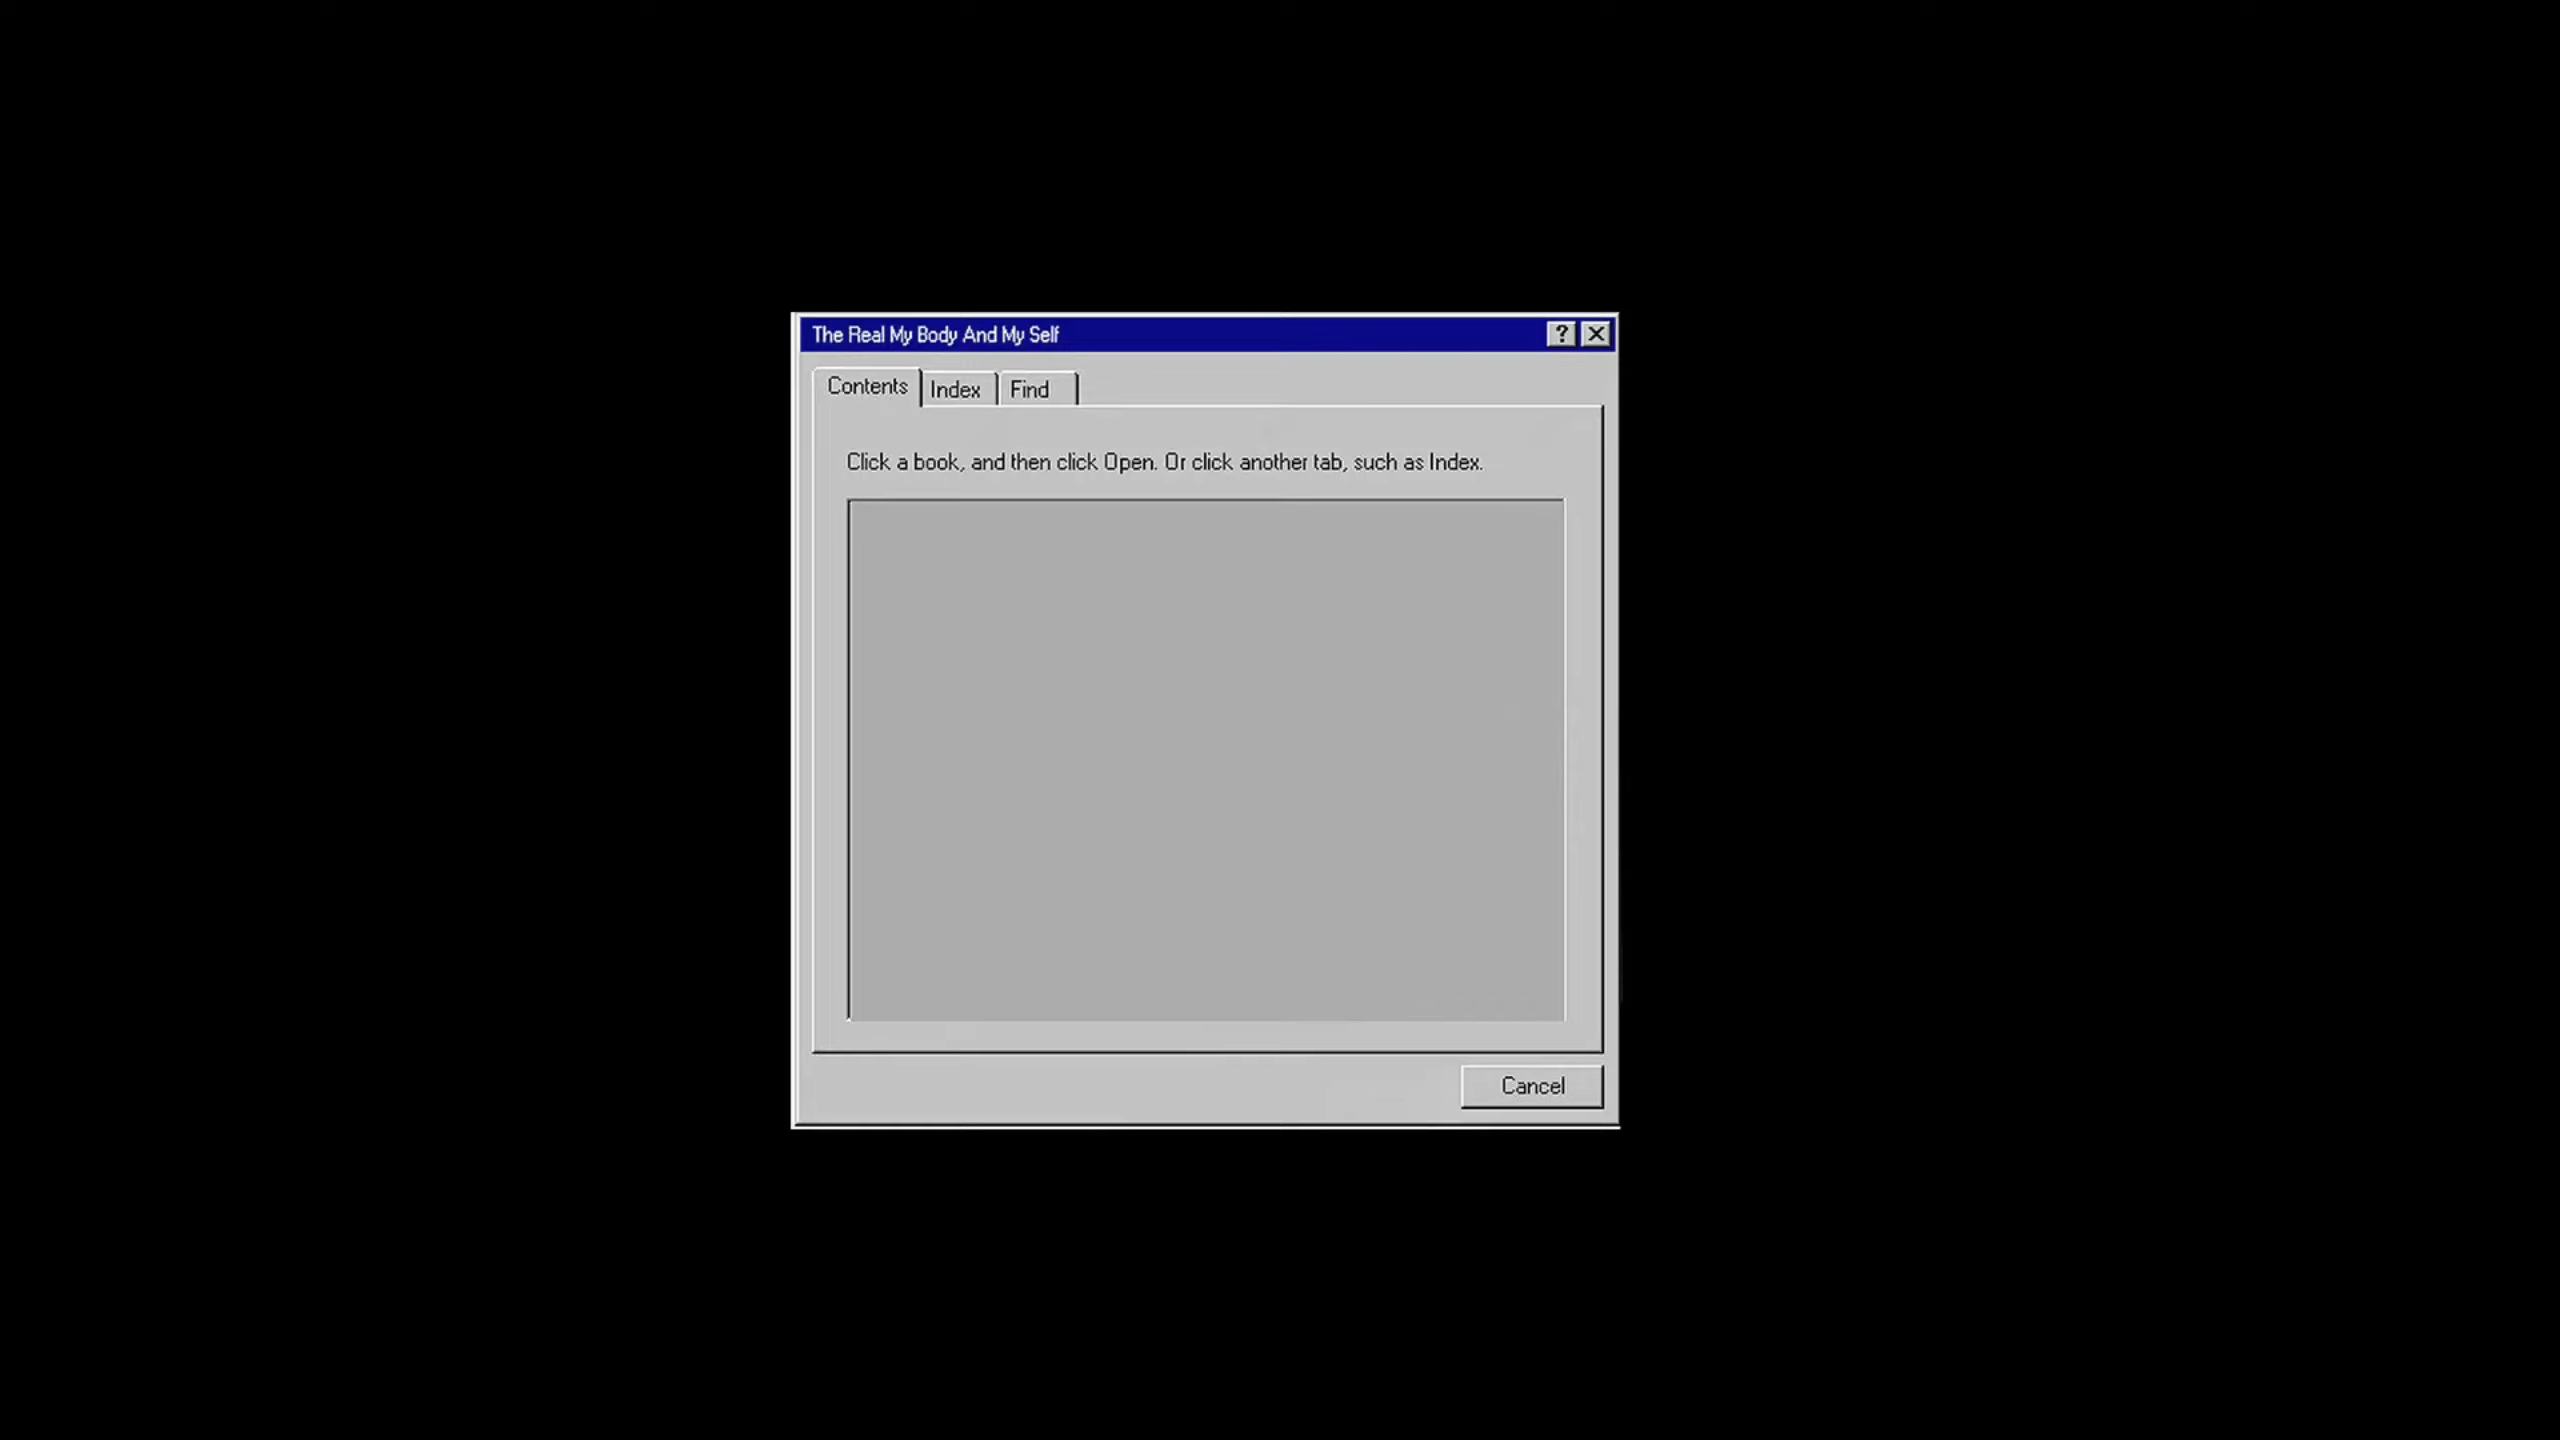 The Real My Body And My Self
Contents Index Find
Click a book, and then click Open. Or click another tab, such as Index.
Cancel